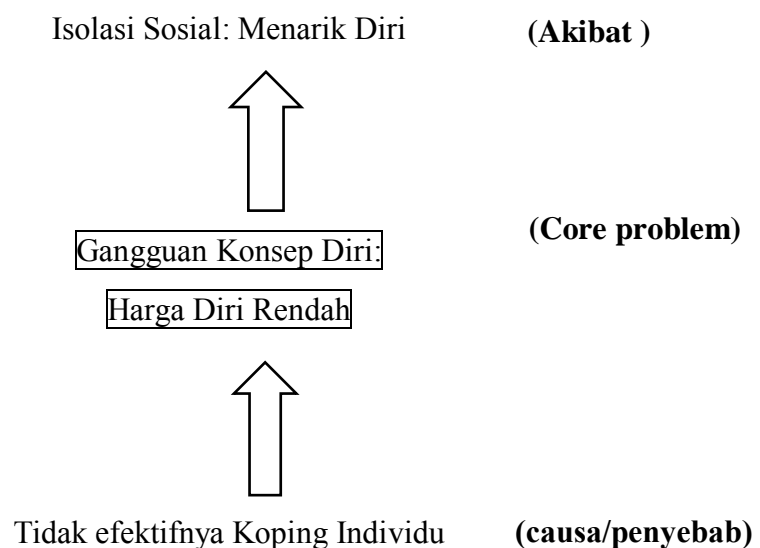 Isolasi Sosial: Menarik Diri (Akibat )
(Core problem)
Gangguan Konsep Diri:
Harga Diri Rendah
Tidak efektifnya Koping Individu (causa/penyebab)